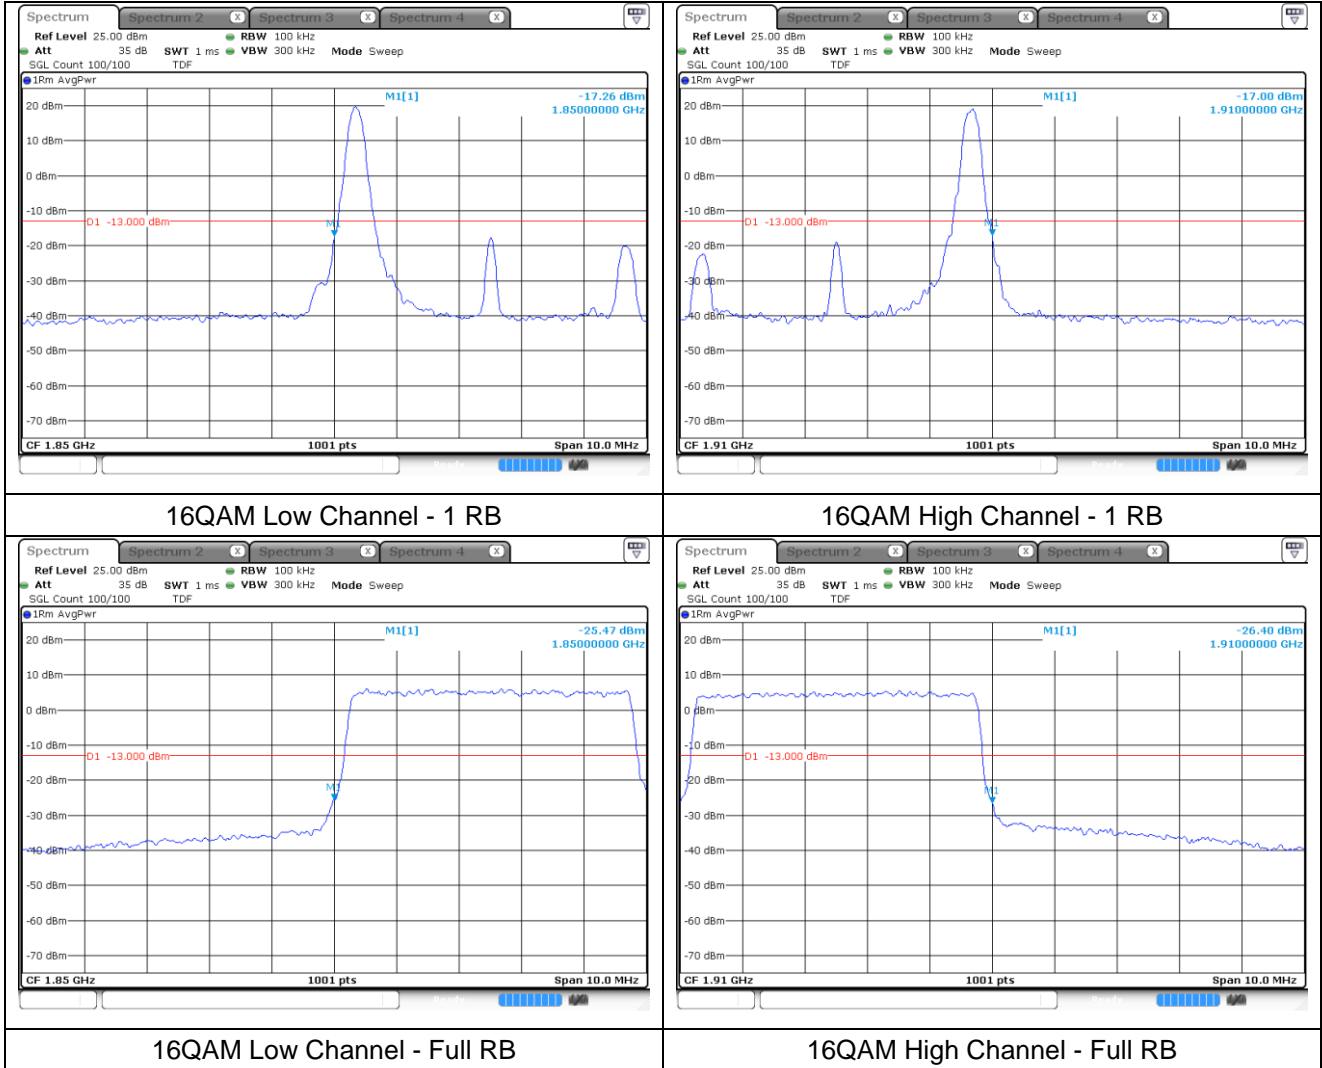 Spectrum Spectrum 2 X Spectrum 3 X Spectrum 4 X
Ref Level 25.00 dBm RBW 100 kHz
Att 35 dB SWT 1 ms VBW 300 kHz Mode Sweep
SGL Count 100/100 TDF
1Rm AvgPwr
M1[1] -17.26 dBm
1.85000000 GHz
20 dBm
10 dBm
0 dBm
-10 dBm
D1 -13.000 dBm
M1
-20 dBm
-30 dBm
-40 dBm
-50 dBm
-60 dBm
-70 dBm
CF 1.85 GHz 1001 pts Span 10.0 MHz
Ready
16QAM Low Channel - 1 RB
Spectrum Spectrum 2 X Spectrum 3 X Spectrum 4 X
Ref Level 25.00 dBm RBW 100 kHz
Att 35 dB SWT 1 ms VBW 300 kHz Mode Sweep
SGL Count 100/100 TDF
1Rm AvgPwr
M1[1] -17.00 dBm
1.91000000 GHz
20 dBm
10 dBm
0 dBm
-10 dBm
D1 -13.000 dBm
M1
-20 dBm
-30 dBm
-40 dBm
-50 dBm
-60 dBm
-70 dBm
CF 1.91 GHz 1001 pts Span 10.0 MHz
Ready
16QAM High Channel - 1 RB
Spectrum Spectrum 2 X Spectrum 3 X Spectrum 4 X
Ref Level 25.00 dBm RBW 100 kHz
Att 35 dB SWT 1 ms VBW 300 kHz Mode Sweep
SGL Count 100/100 TDF
1Rm AvgPwr
M1[1] -25.47 dBm
1.85000000 GHz
20 dBm
10 dBm
0 dBm
-10 dBm
D1 -13.000 dBm
-20 dBm
M1
-30 dBm
-40 dBm
-50 dBm
-60 dBm
-70 dBm
CF 1.85 GHz 1001 pts Span 10.0 MHz
Ready
16QAM Low Channel - Full RB
Spectrum Spectrum 2 X Spectrum 3 X Spectrum 4 X
Ref Level 25.00 dBm RBW 100 kHz
Att 35 dB SWT 1 ms VBW 300 kHz Mode Sweep
SGL Count 100/100 TDF
1Rm AvgPwr
M1[1] -26.40 dBm
1.91000000 GHz
20 dBm
10 dBm
0 dBm
-10 dBm
D1 -13.000 dBm
-20 dBm
M1
-30 dBm
-40 dBm
-50 dBm
-60 dBm
-70 dBm
CF 1.91 GHz 1001 pts Span 10.0 MHz
Ready
16QAM High Channel - Full RB